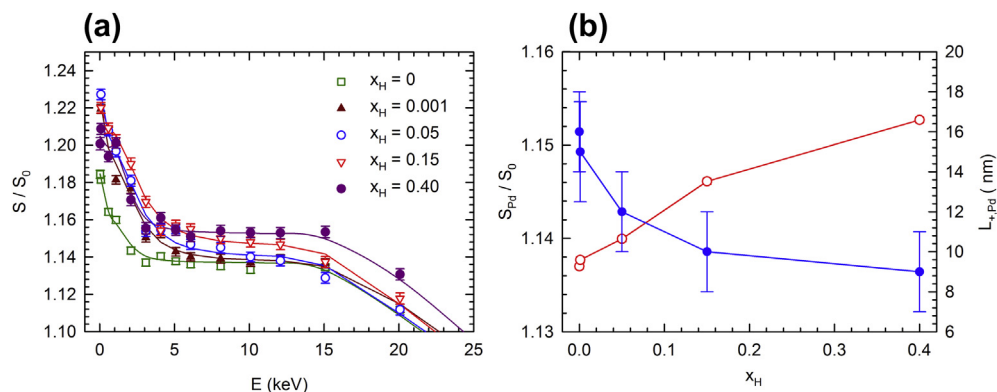 (a)
S / S0
1.24
1.22
1.20
1.18
1.16
1.14
1.12
1.10
xH = 0
xH = 0.001
xH = 0.05
xH = 0.15
xH = 0.40
0 5 10 15 20 25
E (keV)
(b)
SPd / S0
1.16
1.15
1.14
1.13
20
18
16
14
12
10
8
6
L+,Pd ( nm)
0.0 0.1 0.2 0.3 0.4
xH